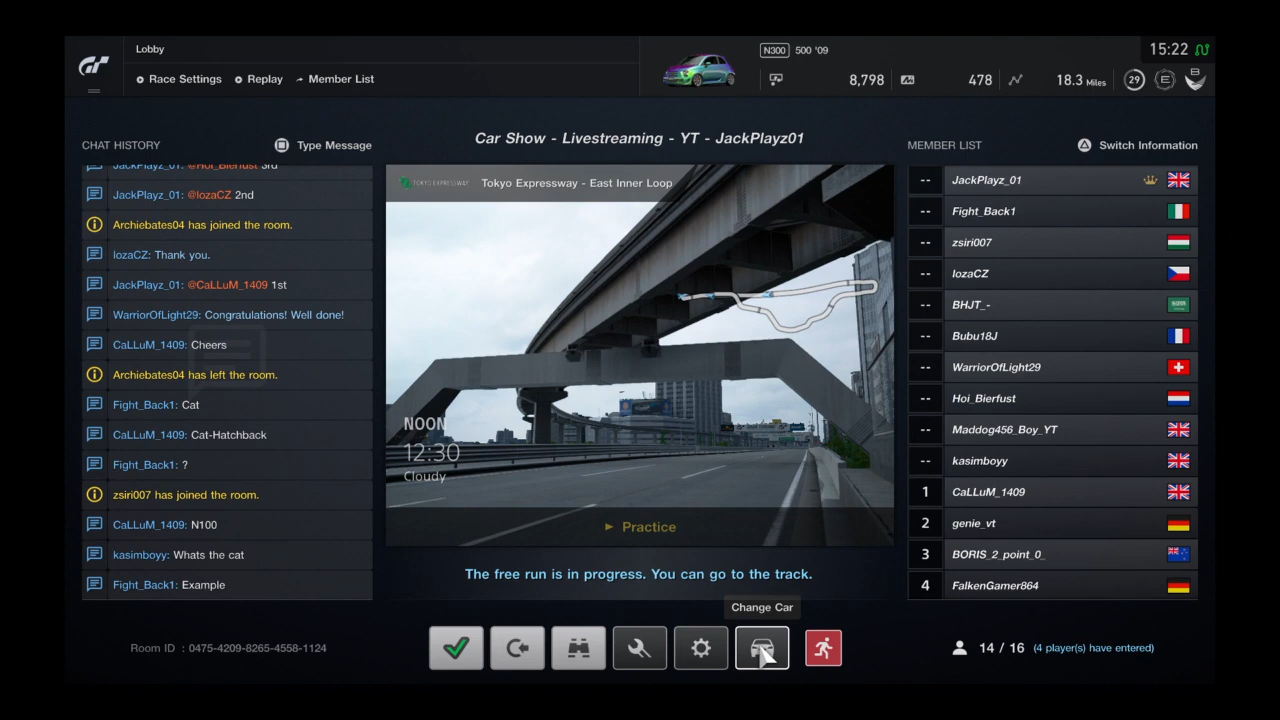 Lobby
Race Settings Replay Member List
N300 500 '09
8,798 478 18.3 Miles 29 E B
15:22
CHAT HISTORY Type Message
JackPlayz_01: @Hoi_Bierfust 3rd
JackPlayz_01: @lozaCZ 2nd
Archiebates04 has joined the room.
lozaCZ: Thank you.
JackPlayz_01: @CaLLuM_1409 1st
WarriorOfLight29: Congratulations! Well done!
CaLLuM_1409: Cheers
Archiebates04 has left the room.
Fight_Back1: Cat
CaLLuM_1409: Cat-Hatchback
Fight_Back1: ?
zsiri007 has joined the room.
CaLLuM_1409: N100
kasimboyy: Whats the cat
Fight_Back1: Example
Room ID : 0475-4209-8265-4558-1124
Car Show - Livestreaming - YT - JackPlayz01
TOKYO EXPRESSWAY Tokyo Expressway - East Inner Loop
NOON
12:30
Cloudy
Practice
The free run is in progress. You can go to the track.
Change Car
MEMBER LIST Switch Information
-- JackPlayz_01
-- Fight_Back1
-- zsiri007
-- lozaCZ
-- BHJT_-
-- Bubu18J
-- WarriorOfLight29
-- Hoi_Bierfust
-- Maddog456_Boy_YT
-- kasimboyy
1 CaLLuM_1409
2 genie_vt
3 BORIS_2_point_0_
4 FalkenGamer864
14 / 16 (4 player(s) have entered)